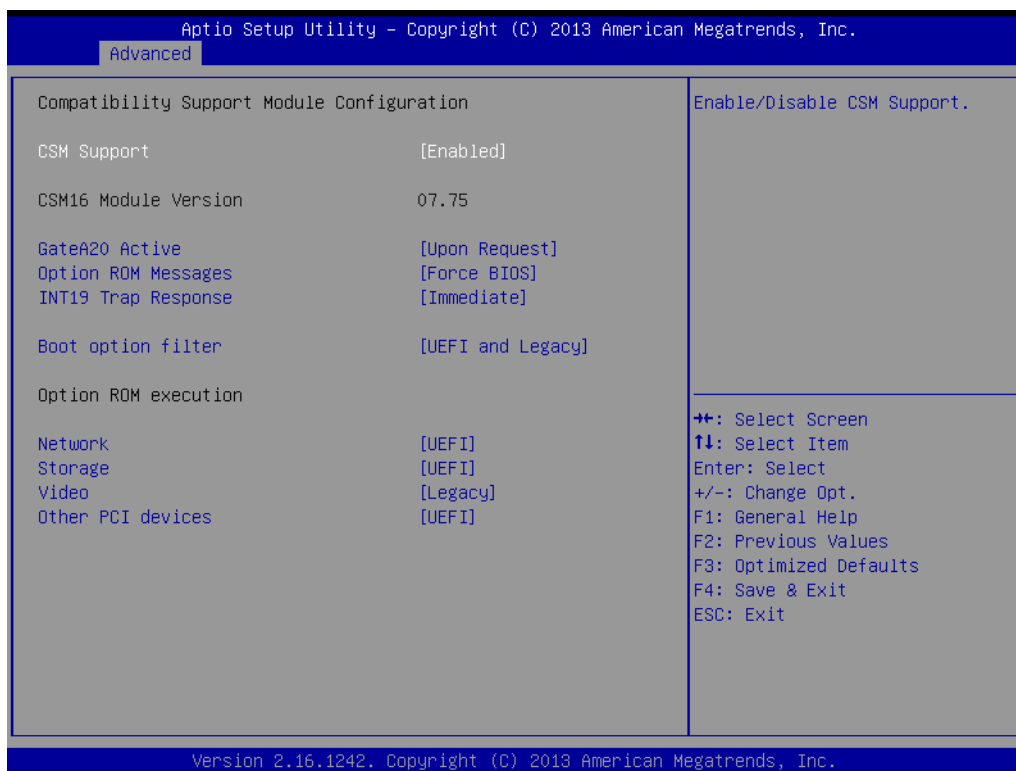 Aptio Setup Utility – Copyright (C) 2013 American Megatrends, Inc.
Advanced
Compatibility Support Module Configuration
CSM Support [Enabled]
CSM16 Module Version 07.75
GateA20 Active [Upon Request]
Option ROM Messages [Force BIOS]
INT19 Trap Response [Immediate]
Boot option filter [UEFI and Legacy]
Option ROM execution
Network [UEFI]
Storage [UEFI]
Video [Legacy]
Other PCI devices [UEFI]
Enable/Disable CSM Support.
→←: Select Screen
↑↓: Select Item
Enter: Select
+/-: Change Opt.
F1: General Help
F2: Previous Values
F3: Optimized Defaults
F4: Save & Exit
ESC: Exit
Version 2.16.1242. Copyright (C) 2013 American Megatrends, Inc.